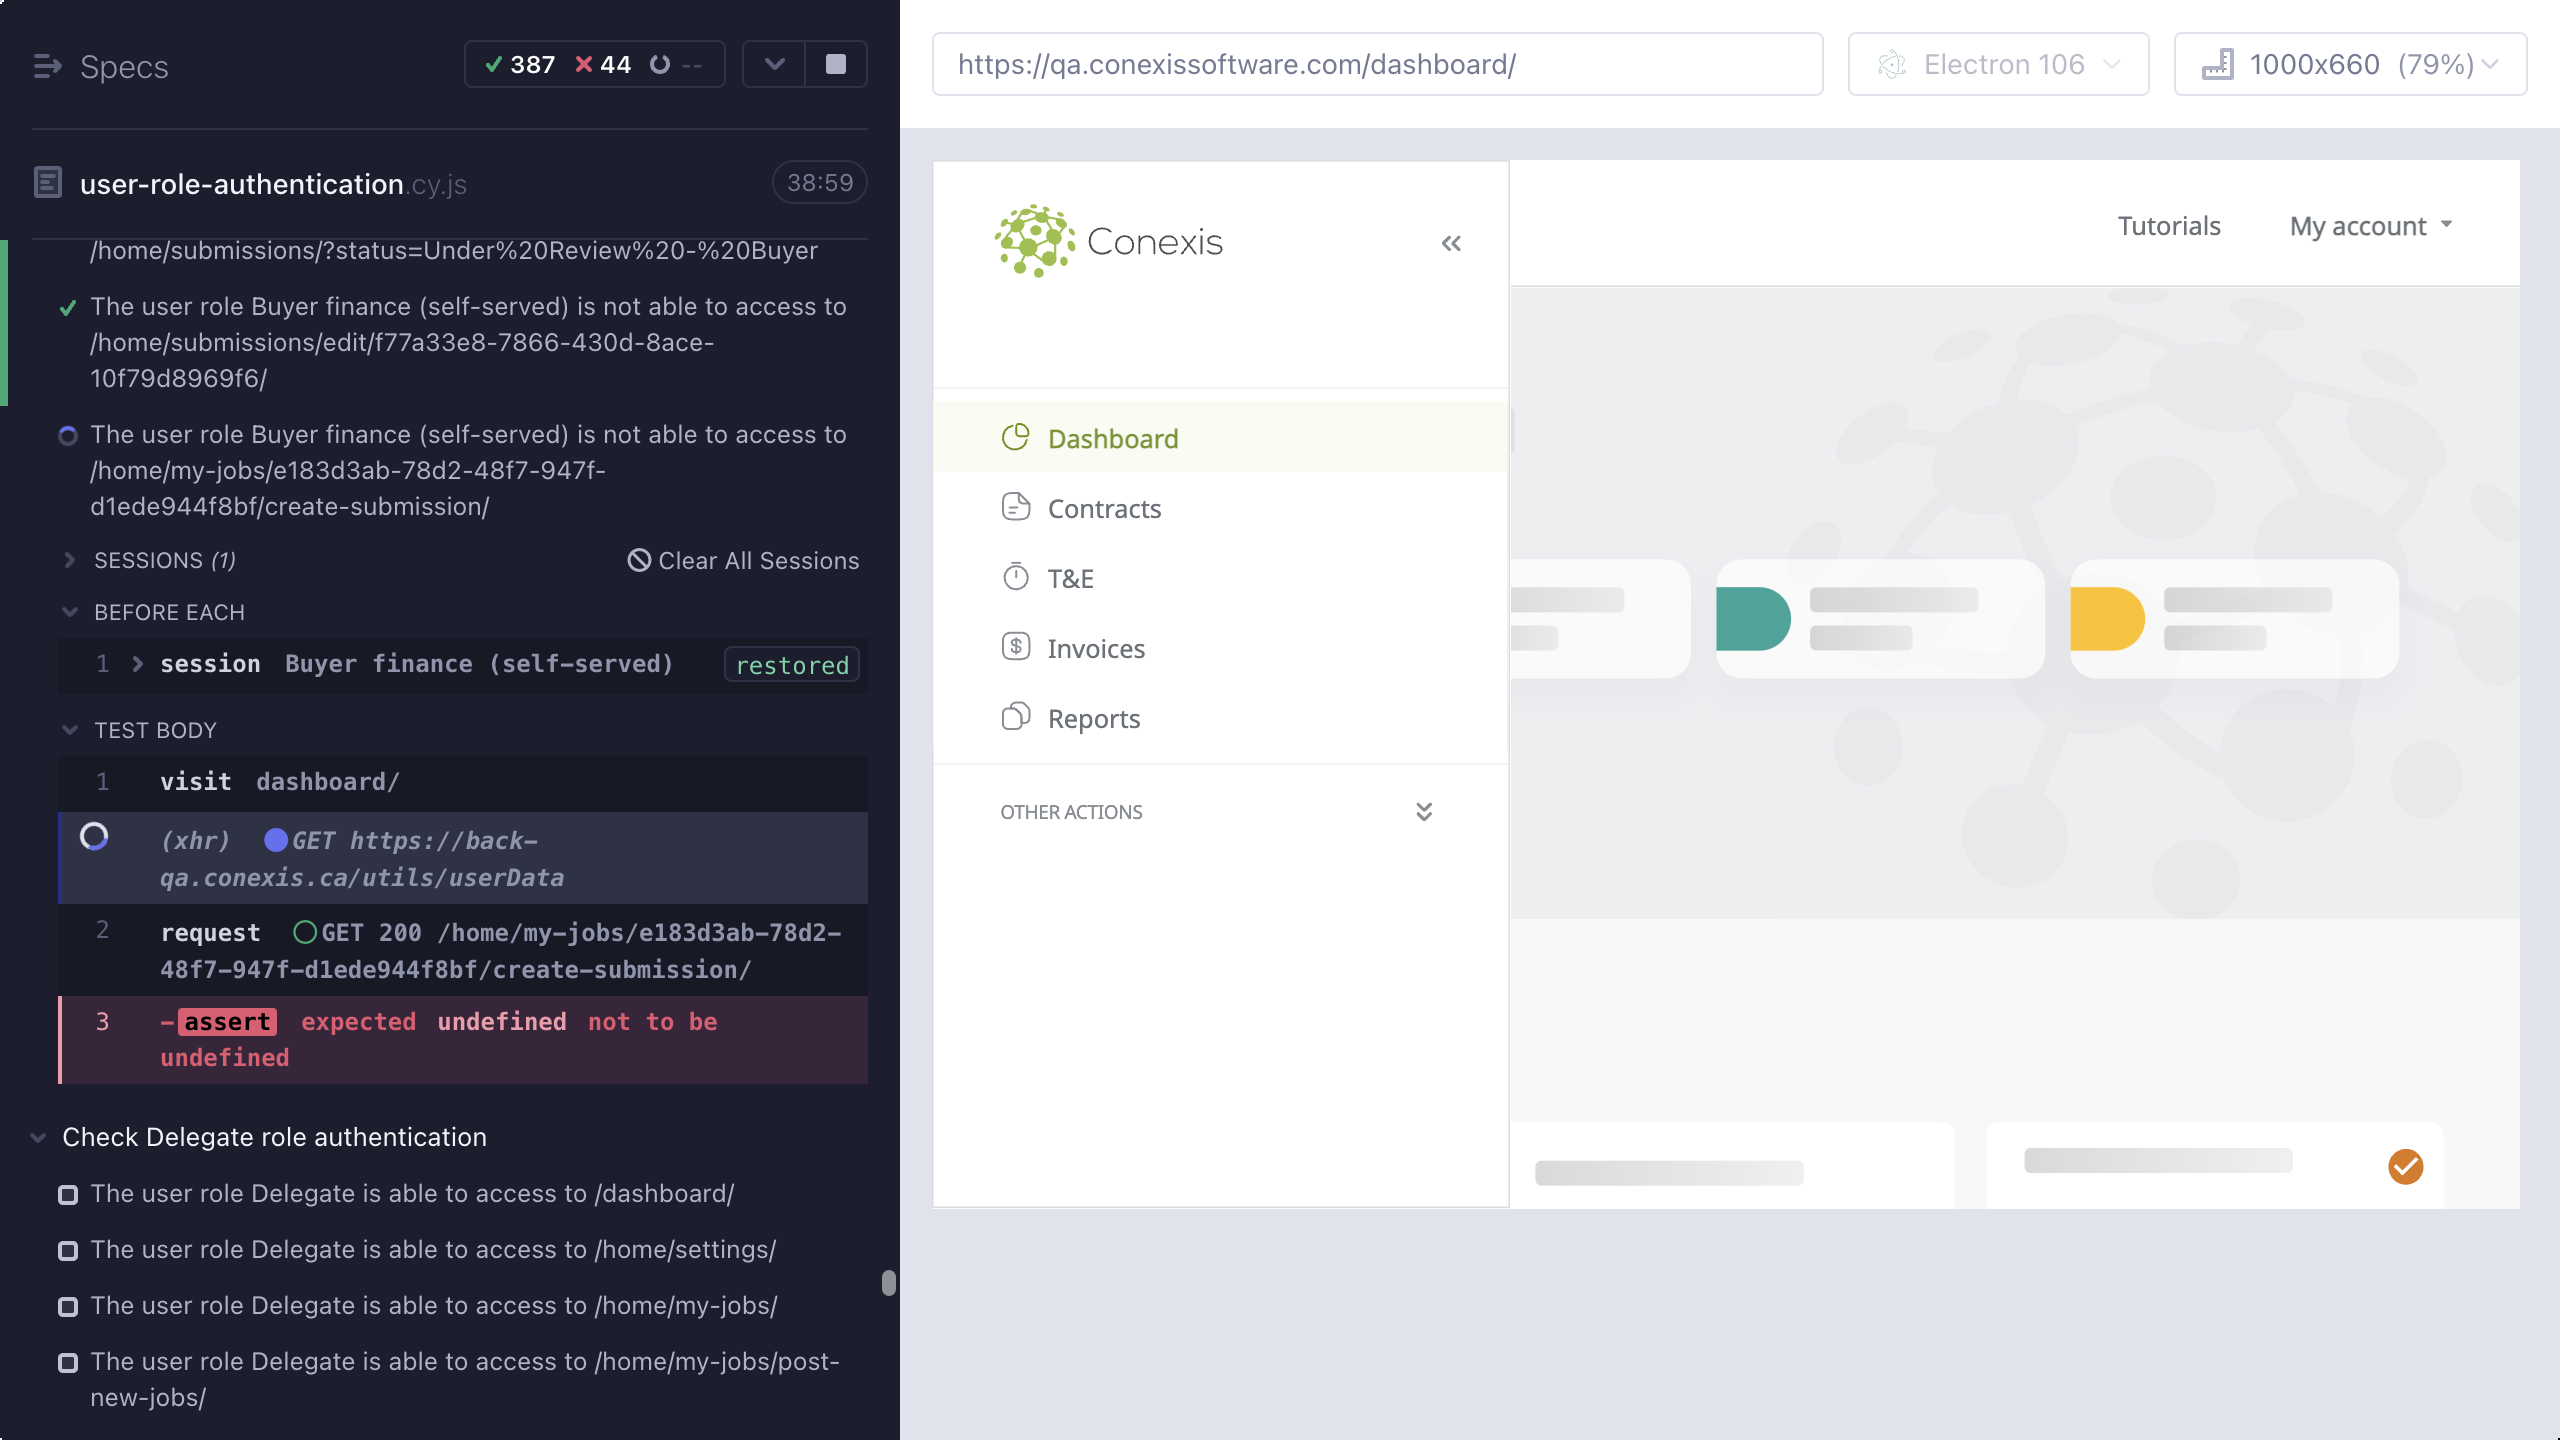 Specs
387
44
--
user-role-authentication.cy.js
38:59
/home/submissions/?status=Under%20Review%20-%20Buyer
The user role Buyer finance (self-served) is not able to access to
/home/submissions/edit/f77a33e8-7866-430d-8ace-
10f79d8969f6/
The user role Buyer finance (self-served) is not able to access to
/home/my-jobs/e183d3ab-78d2-48f7-947f-
d1ede944f8bf/create-submission/
SESSIONS (1)
Clear All Sessions
BEFORE EACH
1 session Buyer finance (self-served) restored
TEST BODY
1 visit dashboard/
(xhr) GET https://back-
qa.conexis.ca/utils/userData
2 request GET 200 /home/my-jobs/e183d3ab-78d2-
48f7-947f-d1ede944f8bf/create-submission/
3 -assert expected undefined not to be
undefined
Check Delegate role authentication
The user role Delegate is able to access to /dashboard/
The user role Delegate is able to access to /home/settings/
The user role Delegate is able to access to /home/my-jobs/
The user role Delegate is able to access to /home/my-jobs/post-
new-jobs/
https://qa.conexissoftware.com/dashboard/
Electron 106
1000x660 (79%)
Conexis
Tutorials
My account
Dashboard
Contracts
T&E
Invoices
Reports
OTHER ACTIONS